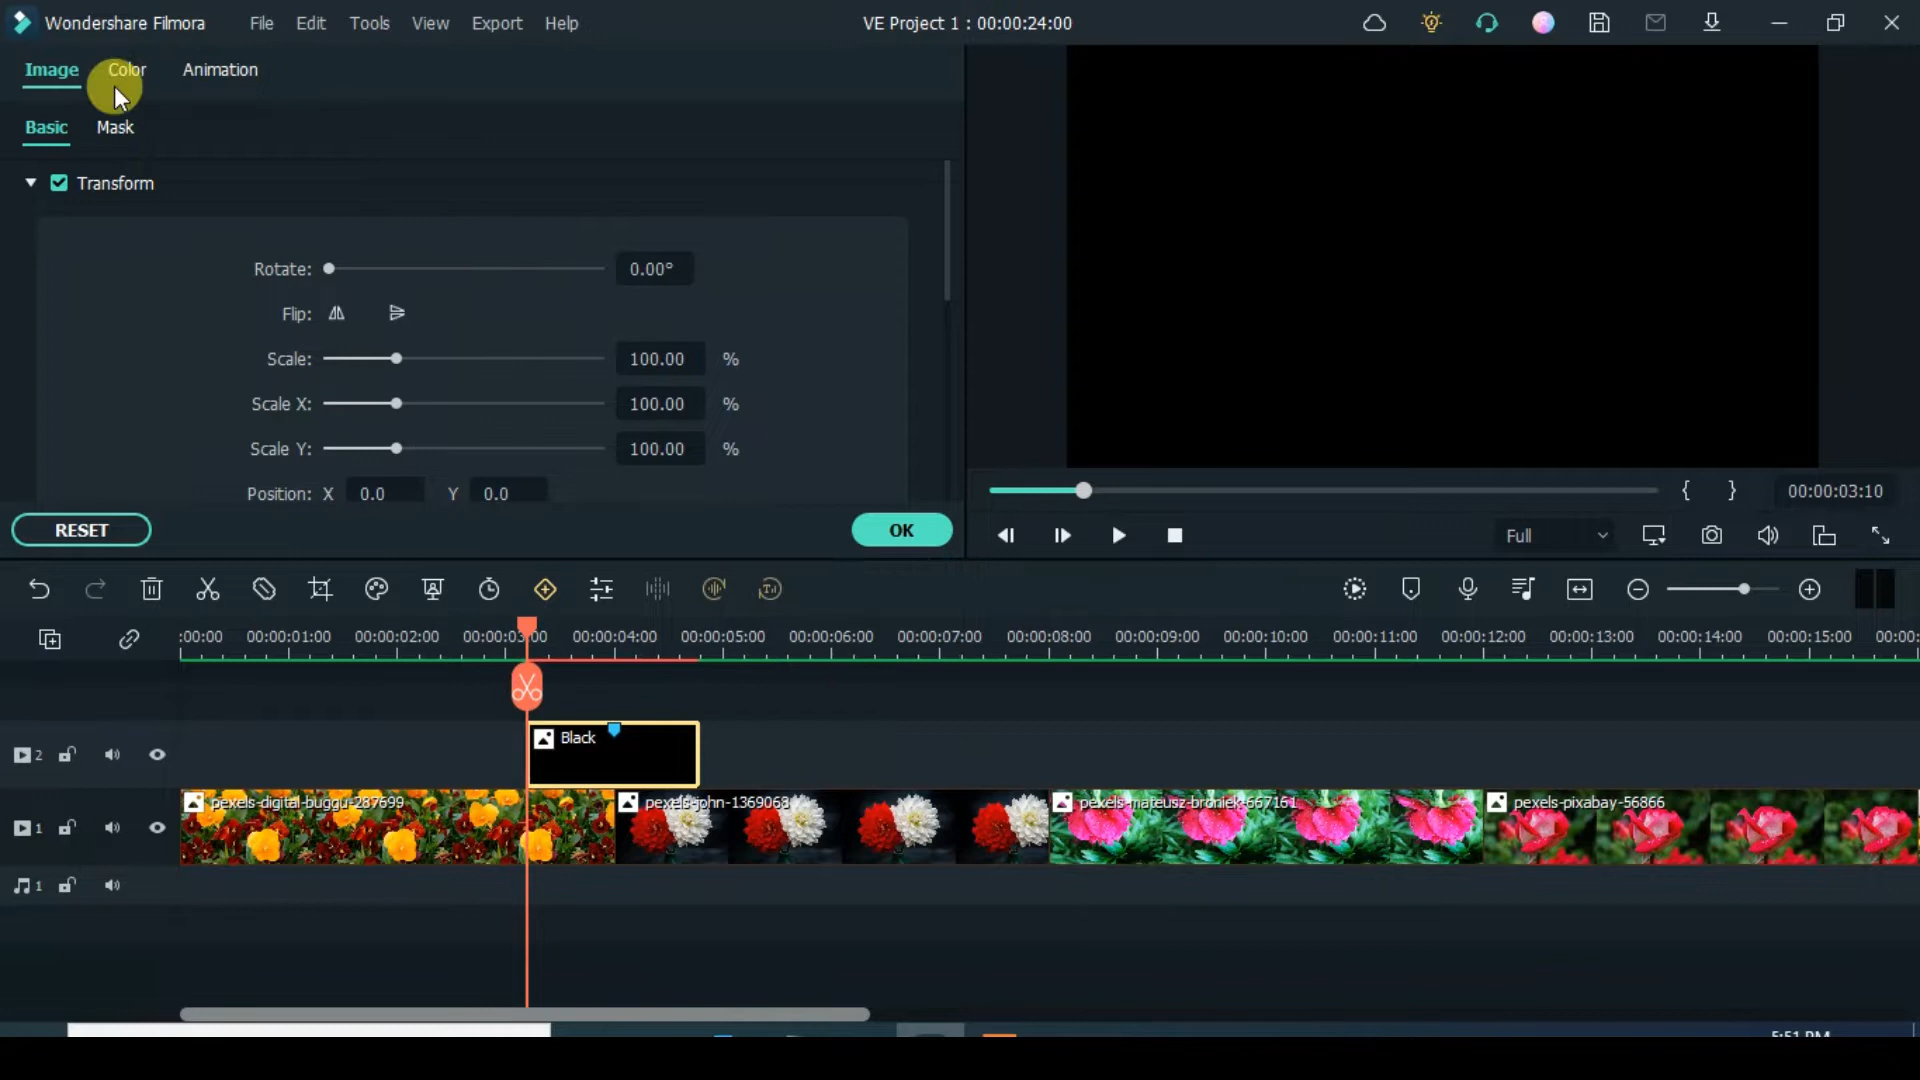 Wondershare Filmora File Edit Tools View Export Help VE Project 1 : 00:00:24:00
Image Color Animation
Basic Mask
Transform
Rotate: 0.00°
Flip:
Scale: 100.00 %
Scale X: 100.00 %
Scale Y: 100.00 %
Position: X 0.0 Y 0.0
RESET OK
{ } 00:00:03:10
Full
:00:00 00:00:01:00 00:00:02:00 00:00:03:00 00:00:04:00 00:00:05:00 00:00:06:00 00:00:07:00 00:00:08:00 00:00:09:00 00:00:10:00 00:00:11:00 00:00:12:00 00:00:13:00 00:00:14:00 00:00:15:00 00:00:
2 Black
pexels-digital-buggu-287699 pexels-john-1369063 pexels-mateusz-broniek-667161 pexels-pixabay-56866
1
1
5:51 PM